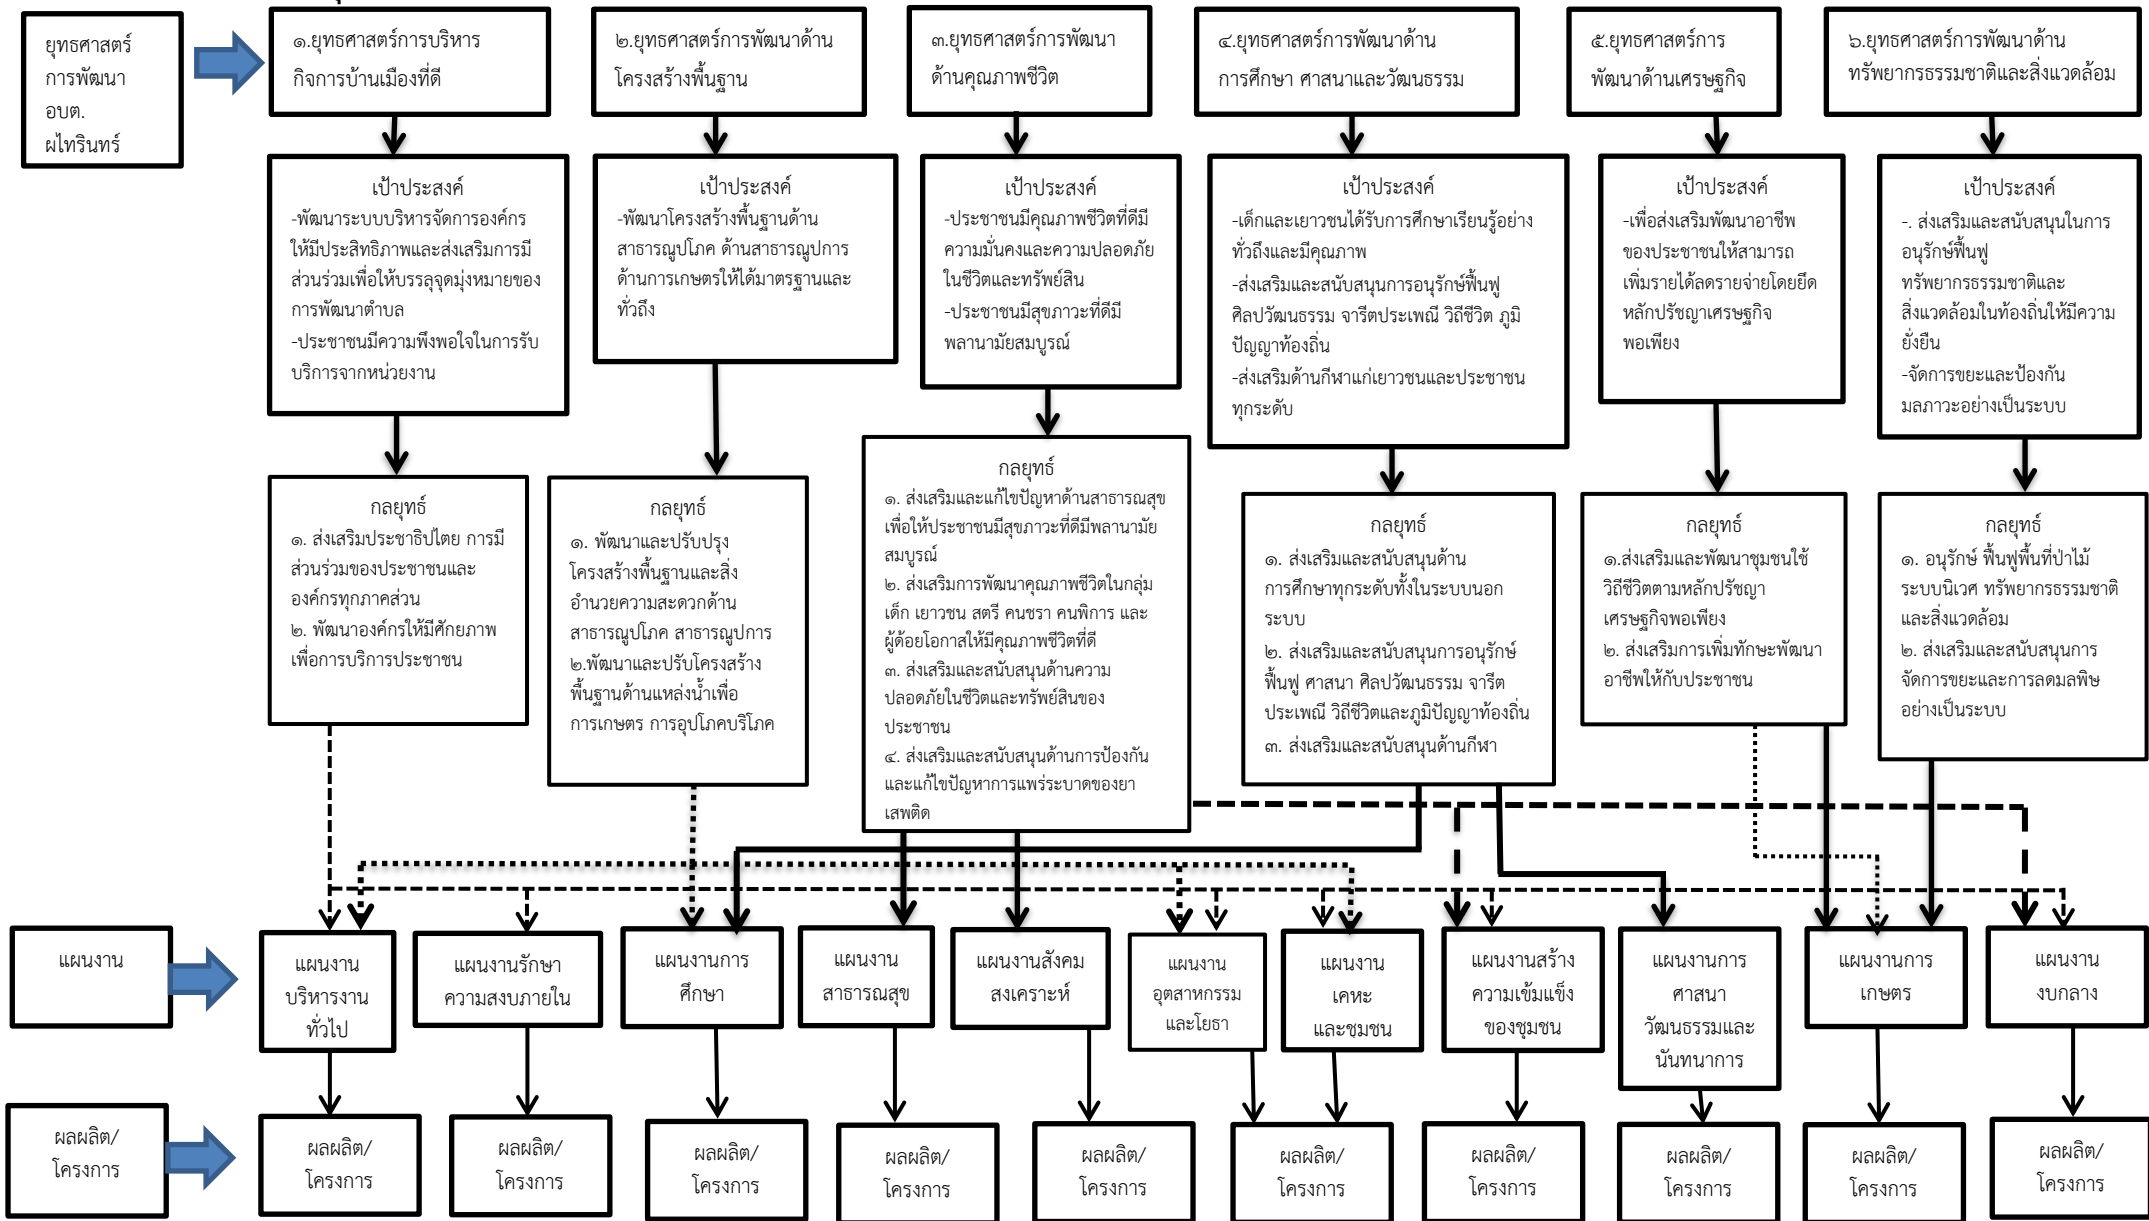 ยุทธศาสตร์
การพัฒนา
อบต.
ผไทรินทร์
๑.ยุทธศาสตร์การบริหาร
กิจการบ้านเมืองที่ดี
๒.ยุทธศาสตร์การพัฒนาด้าน
โครงสร้างพื้นฐาน
๓.ยุทธศาสตร์การพัฒนา
ด้านคุณภาพชีวิต
๔.ยุทธศาสตร์การพัฒนาด้าน
การศึกษา ศาสนาและวัฒนธรรม
๕.ยุทธศาสตร์การ
พัฒนาด้านเศรษฐกิจ
๖.ยุทธศาสตร์การพัฒนาด้าน
ทรัพยากรธรรมชาติและสิ่งแวดล้อม
เป้าประสงค์
-พัฒนาระบบบริหารจัดการองค์กร
ให้มีประสิทธิภาพและส่งเสริมการมี
ส่วนร่วมเพื่อให้บรรลุจุดมุ่งหมายของ
การพัฒนาตำบล
-ประชาชนมีความพึงพอใจในการรับ
บริการจากหน่วยงาน
เป้าประสงค์
-พัฒนาโครงสร้างพื้นฐานด้าน
สาธารณูปโภค ด้านสาธารณูปการ
ด้านการเกษตรให้ได้มาตรฐานและ
ทั่วถึง
เป้าประสงค์
-ประชาชนมีคุณภาพชีวิตที่ดีมี
ความมั่นคงและความปลอดภัย
ในชีวิตและทรัพย์สิน
-ประชาชนมีสุขภาวะที่ดีมี
พลานามัยสมบูรณ์
เป้าประสงค์
-เด็กและเยาวชนได้รับการศึกษาเรียนรู้อย่าง
ทั่วถึงและมีคุณภาพ
-ส่งเสริมและสนับสนุนการอนุรักษ์ฟื้นฟู
ศิลปวัฒนธรรม จารีตประเพณี วิถีชีวิต ภูมิ
ปัญญาท้องถิ่น
-ส่งเสริมด้านกีฬาแก่เยาวชนและประชาชน
ทุกระดับ
เป้าประสงค์
-เพื่อส่งเสริมพัฒนาอาชีพ
ของประชาชนให้สามารถ
เพิ่มรายได้ลดรายจ่ายโดยยึด
หลักปรัชญาเศรษฐกิจ
พอเพียง
เป้าประสงค์
-. ส่งเสริมและสนับสนุนในการ
อนุรักษ์ฟื้นฟู
ทรัพยากรธรรมชาติและ
สิ่งแวดล้อมในท้องถิ่นให้มีความ
ยั่งยืน
-จัดการขยะและป้องกัน
มลภาวะอย่างเป็นระบบ
กลยุทธ์
๑. ส่งเสริมประชาธิปไตย การมี
ส่วนร่วมของประชาชนและ
องค์กรทุกภาคส่วน
๒. พัฒนาองค์กรให้มีศักยภาพ
เพื่อการบริการประชาชน
กลยุทธ์
๑. พัฒนาและปรับปรุง
โครงสร้างพื้นฐานและสิ่ง
อำนวยความสะดวกด้าน
สาธารณูปโภค สาธารณูปการ
๒.พัฒนาและปรับโครงสร้าง
พื้นฐานด้านแหล่งน้ำเพื่อ
การเกษตร การอุปโภคบริโภค
กลยุทธ์
๑. ส่งเสริมและแก้ไขปัญหาด้านสาธารณสุข
เพื่อให้ประชาชนมีสุขภาวะที่ดีมีพลานามัย
สมบูรณ์
๒. ส่งเสริมการพัฒนาคุณภาพชีวิตในกลุ่ม
เด็ก เยาวชน สตรี คนชรา คนพิการ และ
ผู้ด้อยโอกาสให้มีคุณภาพชีวิตที่ดี
๓. ส่งเสริมและสนับสนุนด้านความ
ปลอดภัยในชีวิตและทรัพย์สินของ
ประชาชน
๔. ส่งเสริมและสนับสนุนด้านการป้องกัน
และแก้ไขปัญหาการแพร่ระบาดของยา
เสพติด
กลยุทธ์
๑. ส่งเสริมและสนับสนุนด้าน
การศึกษาทุกระดับทั้งในระบบนอก
ระบบ
๒. ส่งเสริมและสนับสนุนการอนุรักษ์
ฟื้นฟู ศาสนา ศิลปวัฒนธรรม จารีต
ประเพณี วิถีชีวิตและภูมิปัญญาท้องถิ่น
๓. ส่งเสริมและสนับสนุนด้านกีฬา
กลยุทธ์
๑.ส่งเสริมและพัฒนาชุมชนใช้
วิถีชีวิตตามหลักปรัชญา
เศรษฐกิจพอเพียง
๒. ส่งเสริมการเพิ่มทักษะพัฒนา
อาชีพให้กับประชาชน
กลยุทธ์
๑. อนุรักษ์ ฟื้นฟูพื้นที่ป่าไม้
ระบบนิเวศ ทรัพยากรธรรมชาติ
และสิ่งแวดล้อม
๒. ส่งเสริมและสนับสนุนการ
จัดการขยะและการลดมลพิษ
อย่างเป็นระบบ
แผนงาน
แผนงาน
บริหารงาน
ทั่วไป
แผนงานรักษา
ความสงบภายใน
แผนงานการ
ศึกษา
แผนงาน
สาธารณสุข
แผนงานสังคม
สงเคราะห์
แผนงาน
อุตสาหกรรม
และโยธา
แผนงาน
เคหะ
และชุมชน
แผนงานสร้าง
ความเข้มแข็ง
ของชุมชน
แผนงานการ
ศาสนา
วัฒนธรรมและ
นันทนาการ
แผนงานการ
เกษตร
แผนงาน
งบกลาง
ผลผลิต/
โครงการ
ผลผลิต/
โครงการ
ผลผลิต/
โครงการ
ผลผลิต/
โครงการ
ผลผลิต/
โครงการ
ผลผลิต/
โครงการ
ผลผลิต/
โครงการ
ผลผลิต/
โครงการ
ผลผลิต/
โครงการ
ผลผลิต/
โครงการ
ผลผลิต/
โครงการ